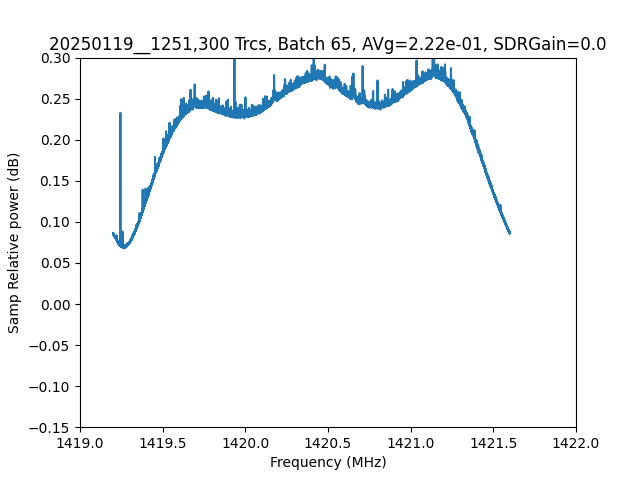 20250119__1251,300 Trcs, Batch 65, AVg=2.22e-01, SDRGain=0.0
0.30
0.25
0.20
0.15
0.10
0.05
0.00
−0.05
−0.10
−0.15
Samp Relative power (dB)
1419.0 1419.5 1420.0 1420.5 1421.0 1421.5 1422.0
Frequency (MHz)